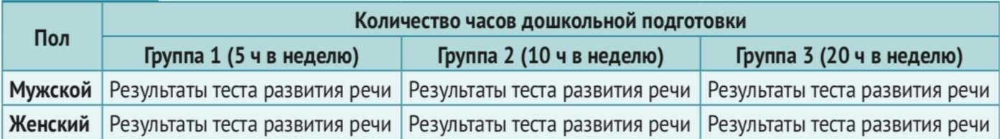 Пол
Количество часов дошкольной подготовки
Группа 1 (5 ч в неделю) Группа 2 (10 ч в неделю) Группа 3 (20 ч в неделю)
Мужской Результаты теста развития речи Результаты теста развития речи Результаты теста развития речи
Женский Результаты теста развития речи Результаты теста развития речи Результаты теста развития речи